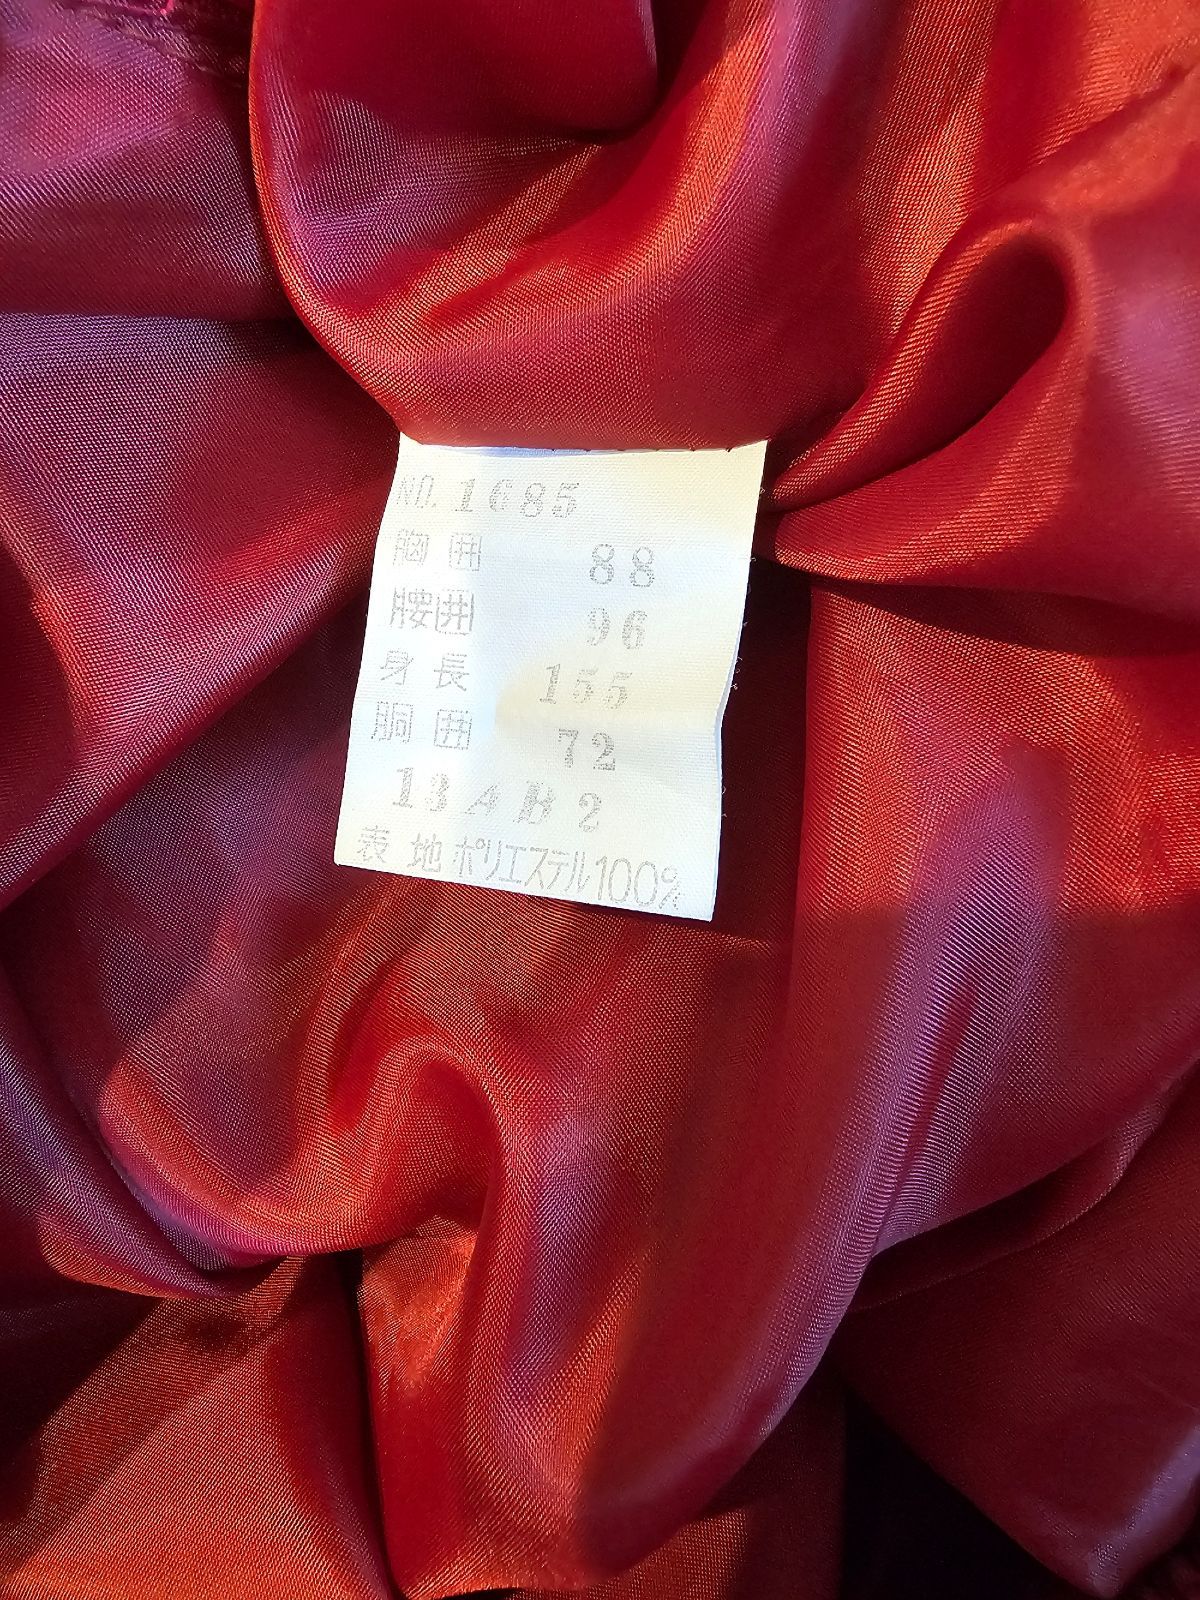 NO. 1685
胸囲 88
腰囲 96
身長 155
胴囲 72
13AB2
表地 ポリエステル100%